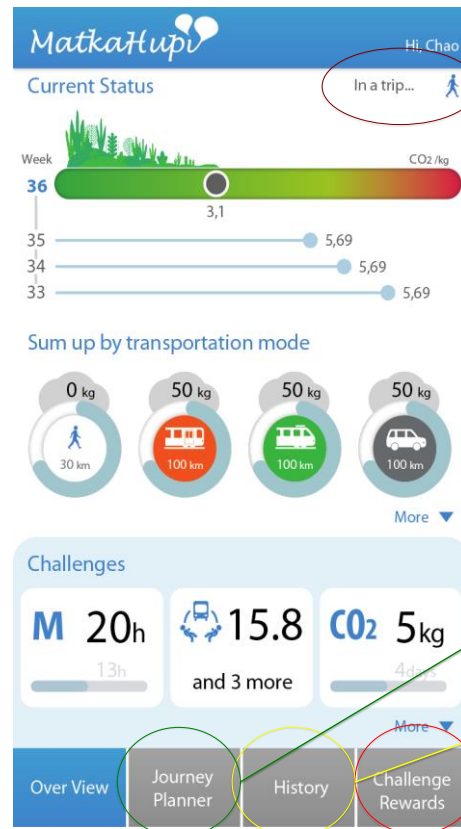 MatkaHupi
Hi, Chao
Current Status
In a trip...
Week
CO2 /kg
36
3,1
35 5,69
34 5,69
33 5,69
Sum up by transportation mode
0 kg 50 kg 50 kg 50 kg
30 km 100 km 100 km 100 km
More
Challenges
M 20h
13h
15.8
and 3 more
CO2 5kg
4days
More
Over View
Journey
Planner
History
Challenge
Rewards